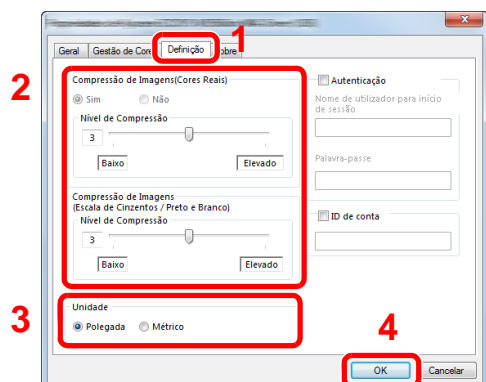 1
Geral Gestão de Core Definição obre
2
Compressão de Imagens(Cores Reais)
Sim Não
Nível de Compressão
3
Baixo Elevado
Compressão de Imagens
(Escala de Cinzentos / Preto e Branco)
Nível de Compressão
3
Baixo Elevado
Autenticação
Nome de utilizador para início
de sessão
Palavra-passe
ID de conta
3
Unidade
Polegada Métrico
4
OK Cancelar